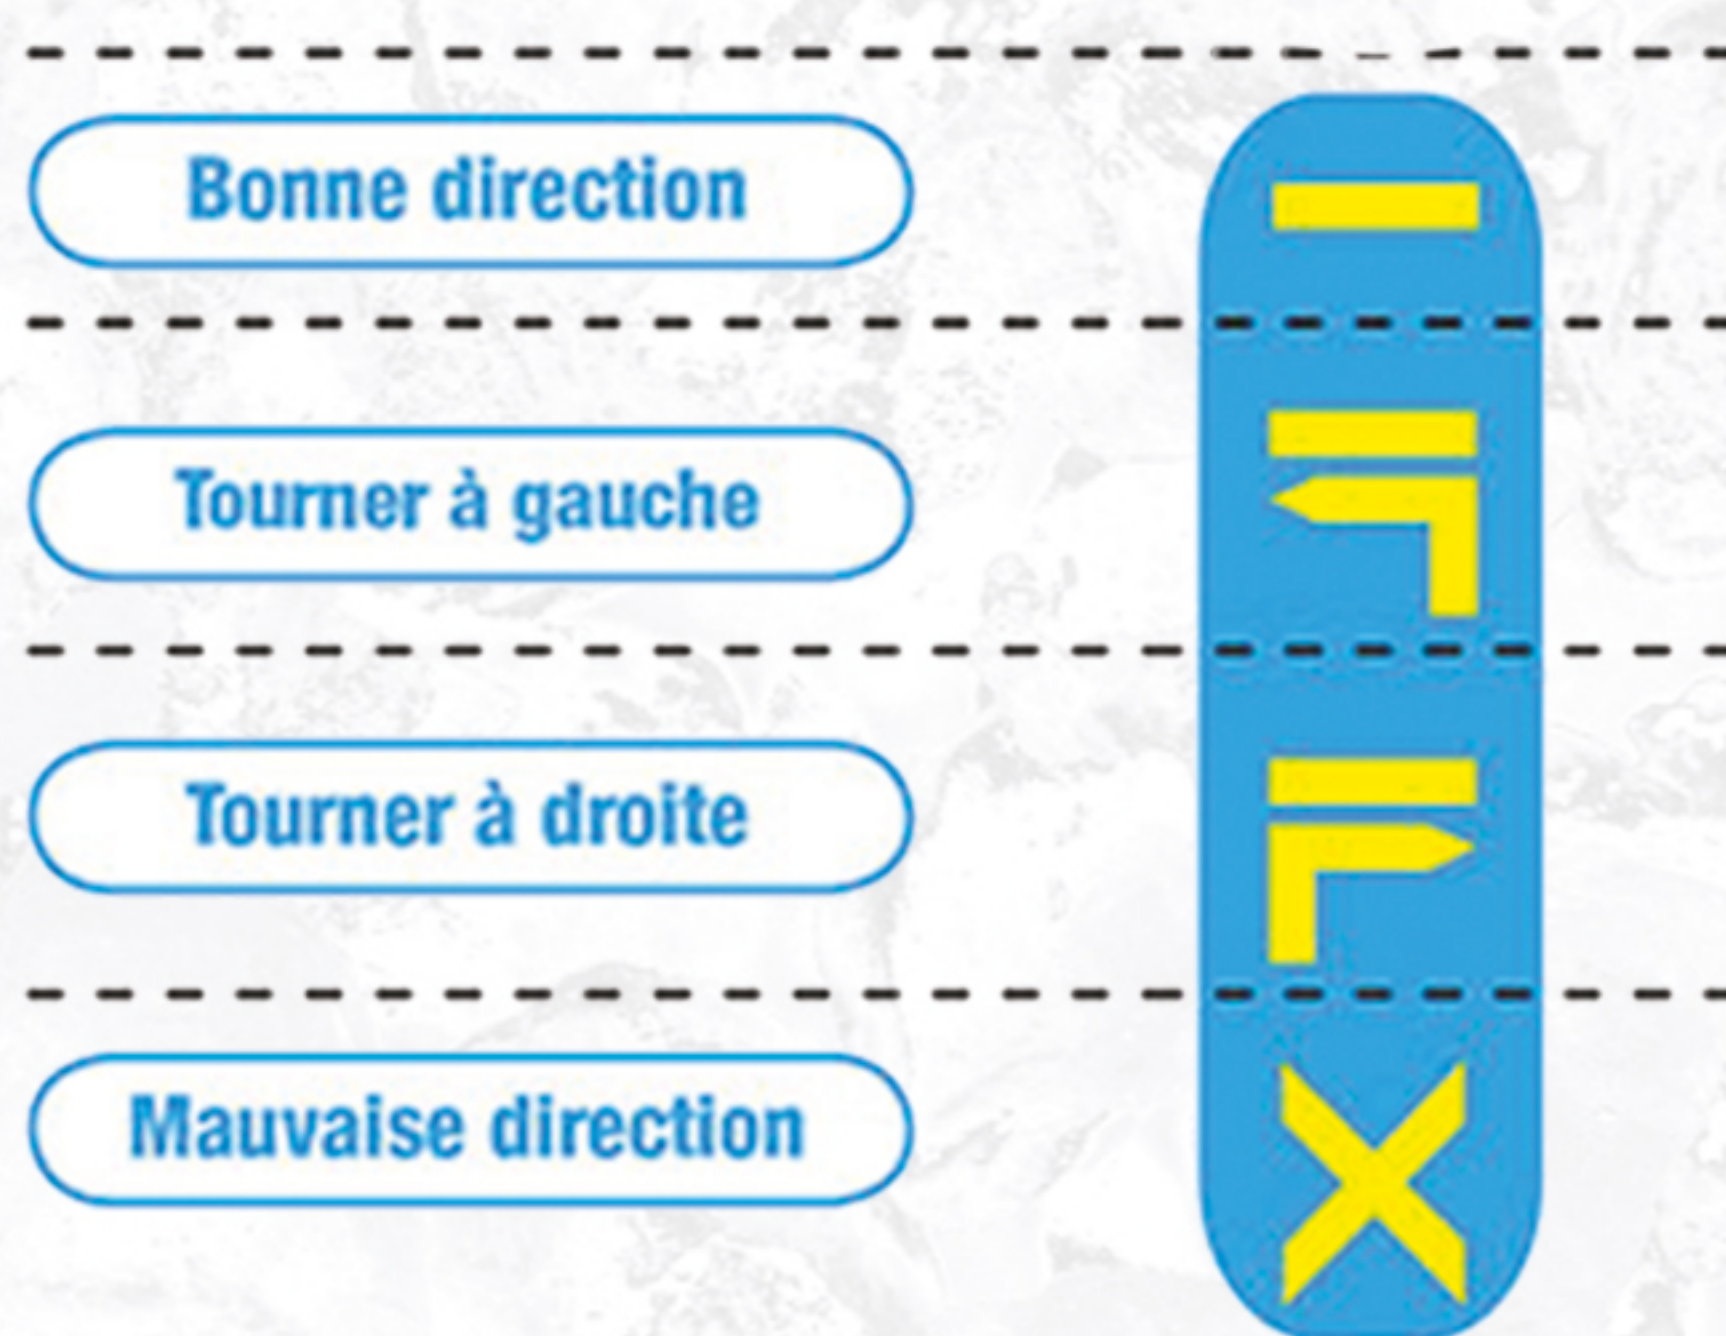 Bonne direction
Tourner à gauche
Tourner à droite
Mauvaise direction